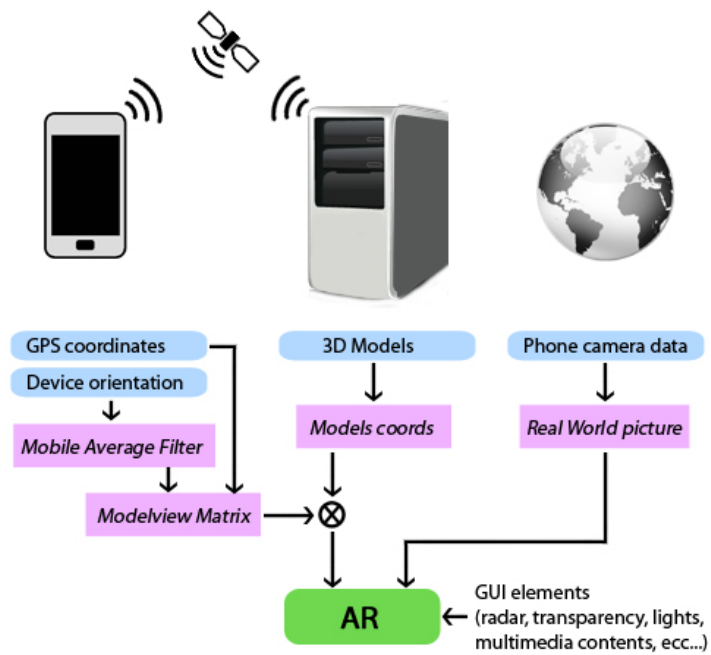 GPS coordinates
Device orientation
Mobile Average Filter
Modelview Matrix
3D Models
Models coords
Phone camera data
Real World picture
AR
GUI elements
(radar, transparency, lights,
multimedia contents, ecc...)